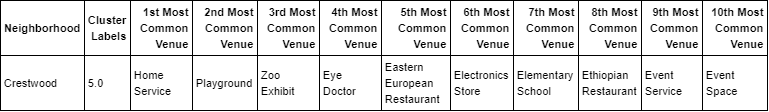 Neighborhood Cluster Labels 1st Most Common Venue 2nd Most Common Venue 3rd Most Common Venue 4th Most Common Venue 5th Most Common Venue 6th Most Common Venue 7th Most Common Venue 8th Most Common Venue 9th Most Common Venue 10th Most Common Venue
Crestwood 5.0 Home Service Playground Zoo Exhibit Eye Doctor Eastern European Restaurant Electronics Store Elementary School Ethiopian Restaurant Event Service Event Space